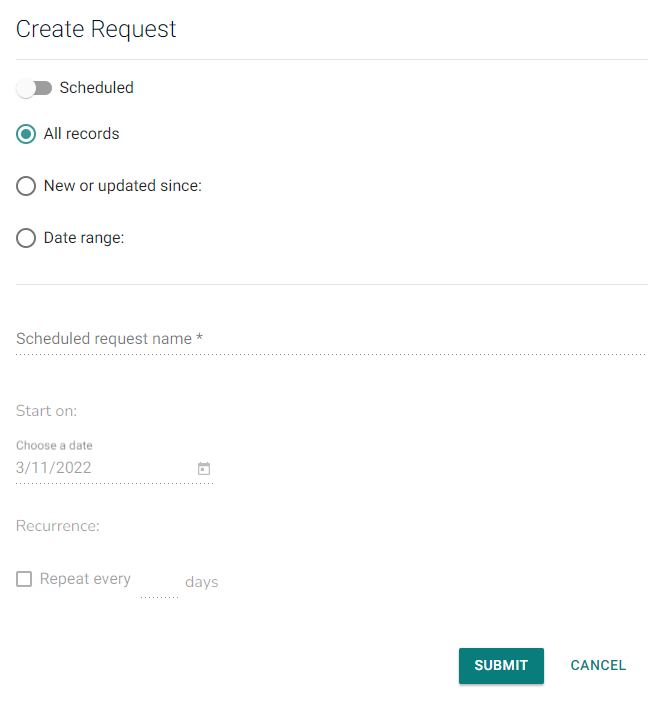 Create Request
Scheduled
All records
New or updated since:
Date range:
Scheduled request name *
Start on:
Choose a date
3/11/2022
Recurrence:
Repeat every days
SUBMIT CANCEL